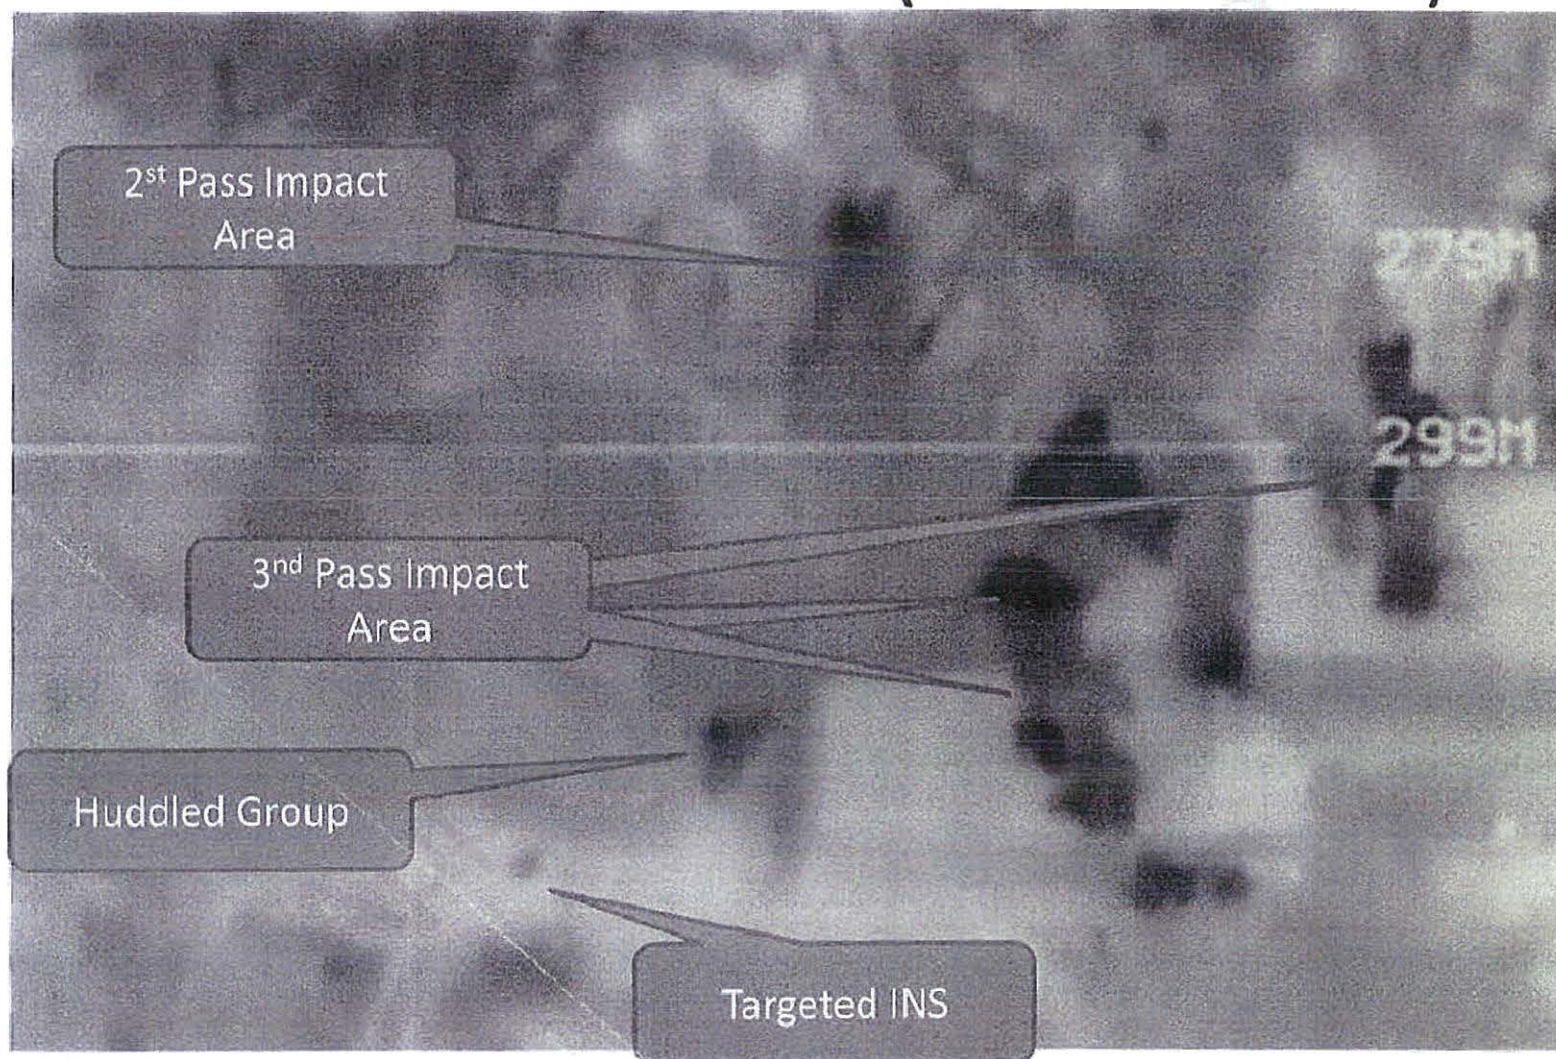 2st Pass Impact
Area
279M
299M
3nd Pass Impact
Area
Huddled Group
Targeted INS